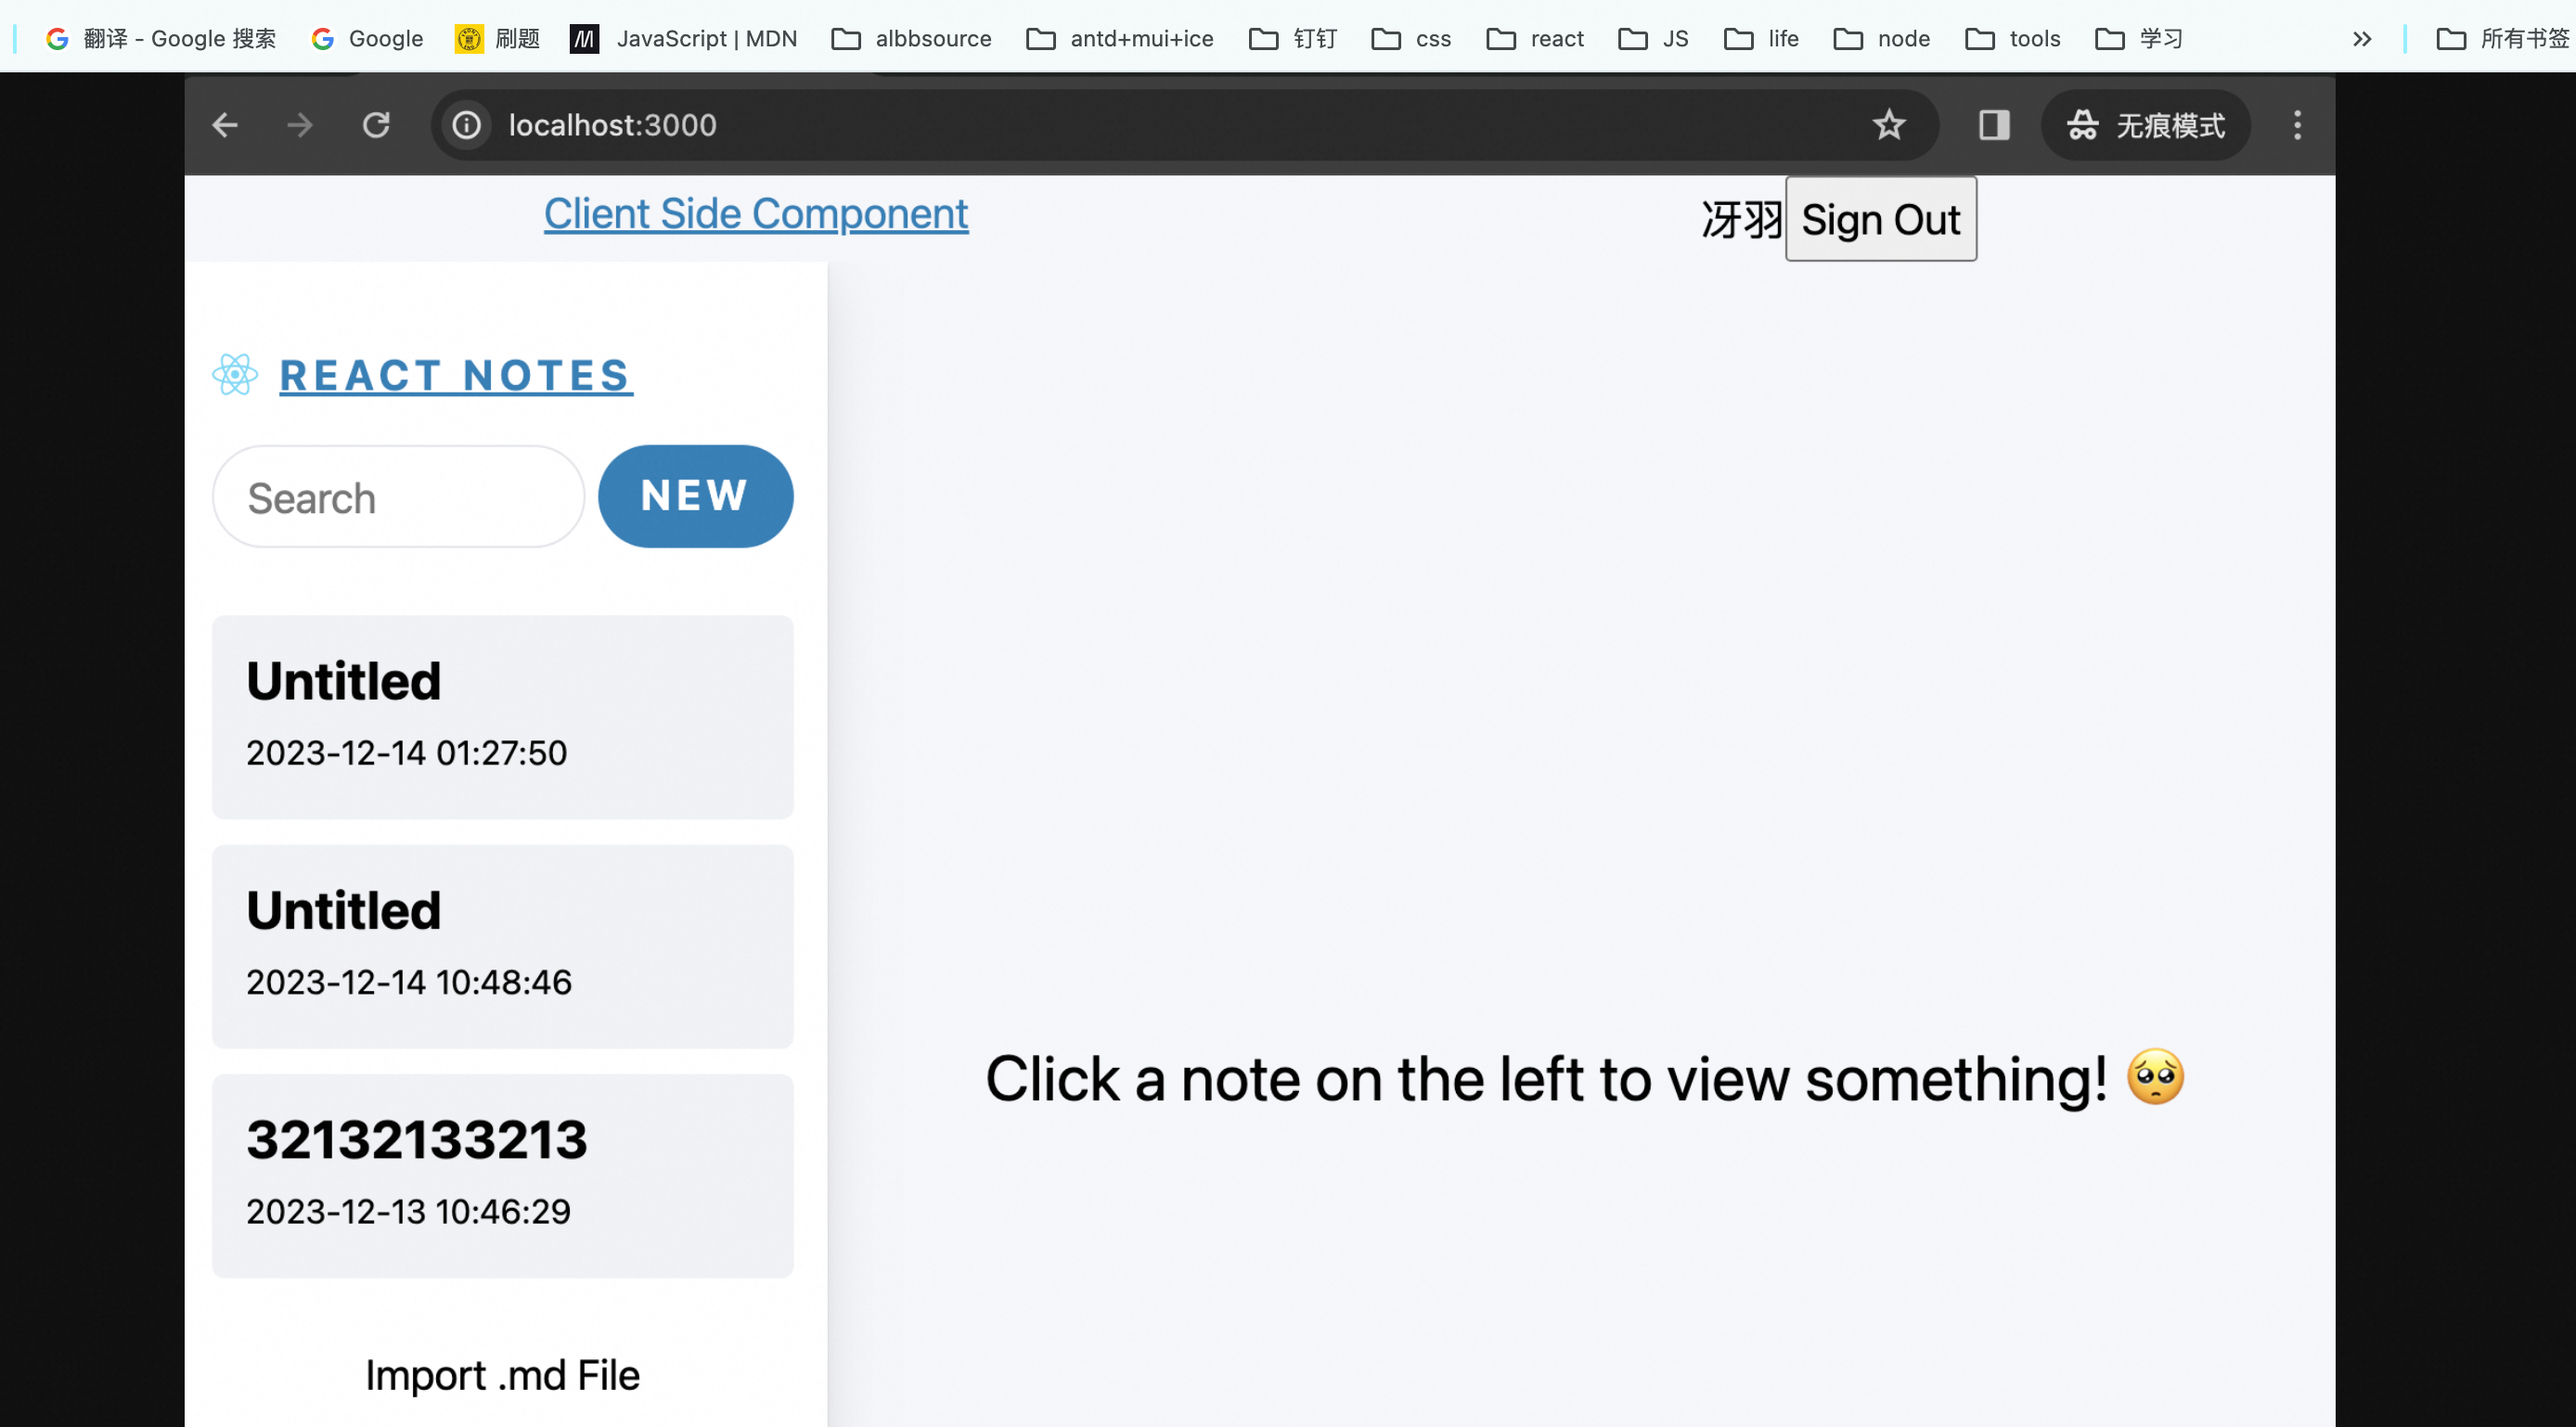 翻译 - Google 搜索 Google 刷题 JavaScript | MDN albbsource antd+mui+ice 钉钉 css react JS life node tools 学习 所有书签
localhost:3000 无痕模式
Client Side Component 冴羽 Sign Out
REACT NOTES
Search NEW
Untitled
2023-12-14 01:27:50
Untitled
2023-12-14 10:48:46
Click a note on the left to view something! 🥺
32132133213
2023-12-13 10:46:29
Import .md File